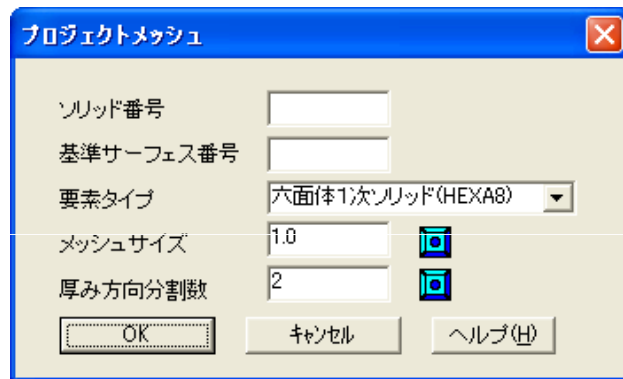 プロジェクトメッシュ
ソリッド番号
基準サーフェス番号
要素タイプ 六面体1次ソリッド(HEXA8)
メッシュサイズ 1.0
厚み方向分割数 2
OK キャンセル ヘルプ(H)